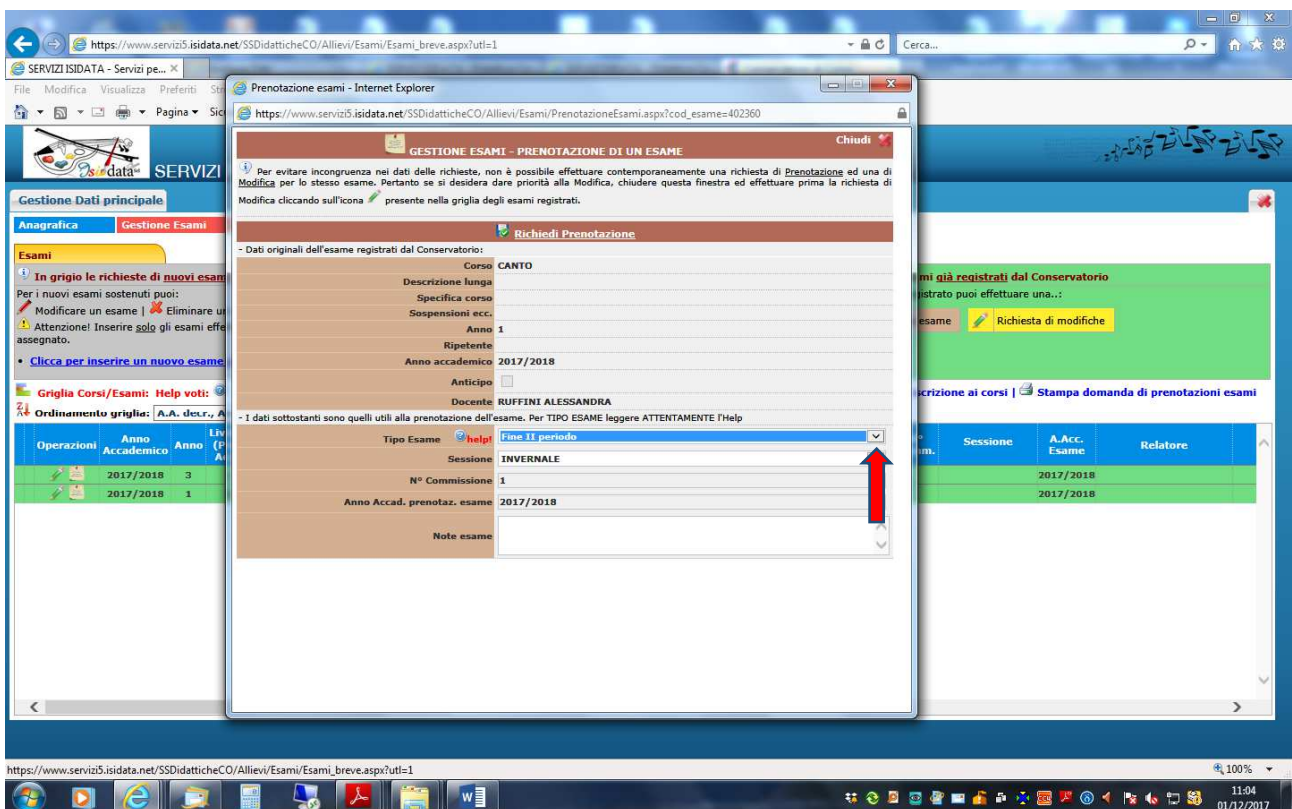 https://www.servizi5.isidata.net/SSDidatticheCO/Allievi/Esami/Esami_breve.aspx?utl=1
Cerca...
SERVIZI ISIDATA - Servizi pe...
File Modifica Visualizza Preferiti
Pagina
Isidata
SERVIZI
Gestione Dati principale
Anagrafica Gestione Esami
Esami
In grigio le richieste di nuovi esam
Per i nuovi esami sostenuti puoi:
Modificare un esame | Eliminare un
Attenzione! Inserire solo gli esami effe
assegnato.
• Clicca per inserire un nuovo esame
Griglia Corsi/Esami: Help voti:
Ordinamento griglia: A.A. decr., A
Operazioni Anno Accademico Anno
2017/2018 3
2017/2018 1
Prenotazione esami - Internet Explorer
https://www.servizi5.isidata.net/SSDidatticheCO/Allievi/Esami/PrenotazioneEsami.aspx?cod_esame=402360
GESTIONE ESAMI - PRENOTAZIONE DI UN ESAME
Chiudi
Per evitare incongruenza nei dati delle richieste, non è possibile effettuare contemporaneamente una richiesta di Prenotazione ed una di
Modifica per lo stesso esame. Pertanto se si desidera dare priorità alla Modifica, chiudere questa finestra ed effettuare prima la richiesta di
Modifica cliccando sull'icona presente nella griglia degli esami registrati.
Richiedi Prenotazione
- Dati originali dell'esame registrati dal Conservatorio:
Corso CANTO
Descrizione lunga
Specifica corso
Sospensioni ecc.
Anno 1
Ripetente
Anno accademico 2017/2018
Anticipo
Docente RUFFINI ALESSANDRA
- I dati sottostanti sono quelli utili alla prenotazione dell'esame. Per TIPO ESAME leggere ATTENTAMENTE l'Help
Tipo Esame help! Fine II periodo
Sessione INVERNALE
N° Commissione 1
Anno Accad. prenotaz. esame 2017/2018
Note esame
mi già registrati dal Conservatorio
istrato puoi effettuare una..:
esame Richiesta di modifiche
scrizione ai corsi | Stampa domanda di prenotazioni esami
Sessione A.Acc. Esame Relatore
2017/2018
2017/2018
https://www.servizi5.isidata.net/SSDidatticheCO/Allievi/Esami/Esami_breve.aspx?utl=1
100%
11:04
01/12/2017